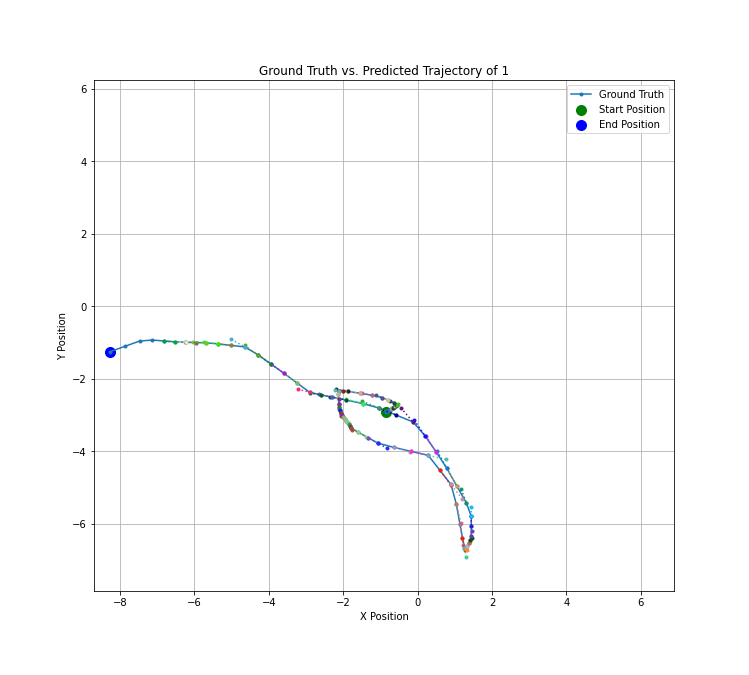 Ground Truth vs. Predicted Trajectory of 1
Ground Truth
Start Position
End Position
6
4
2
0
−2
−4
−6
Y Position
−8 −6 −4 −2 0 2 4 6
X Position